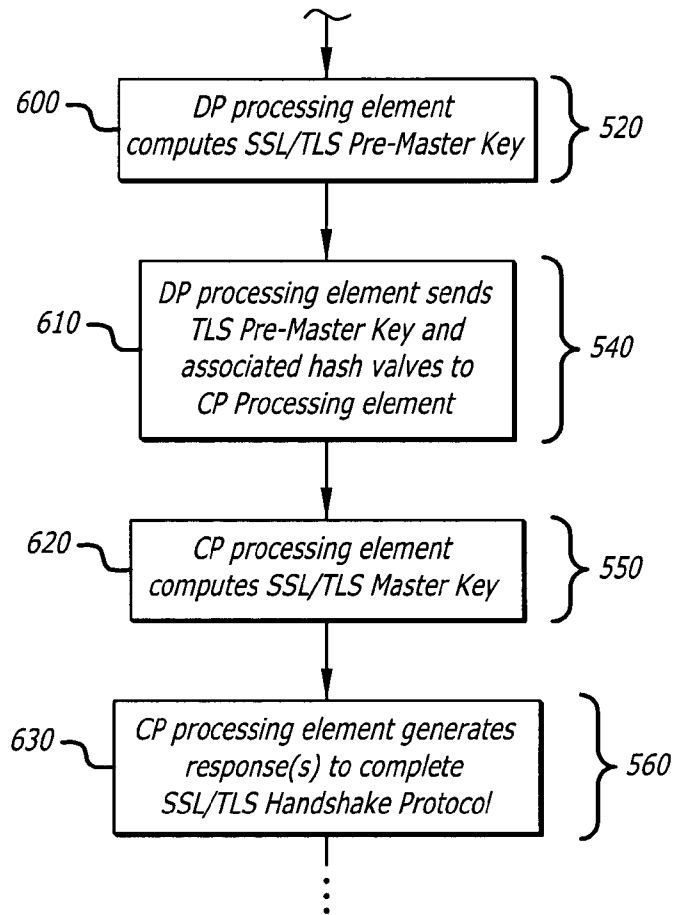 600
DP processing element
computes SSL/TLS Pre-Master Key
520
610
DP processing element sends
TLS Pre-Master Key and
associated hash valves to
CP Processing element
540
620
CP processing element
computes SSL/TLS Master Key
550
630
CP processing element generates
response(s) to complete
SSL/TLS Handshake Protocol
560